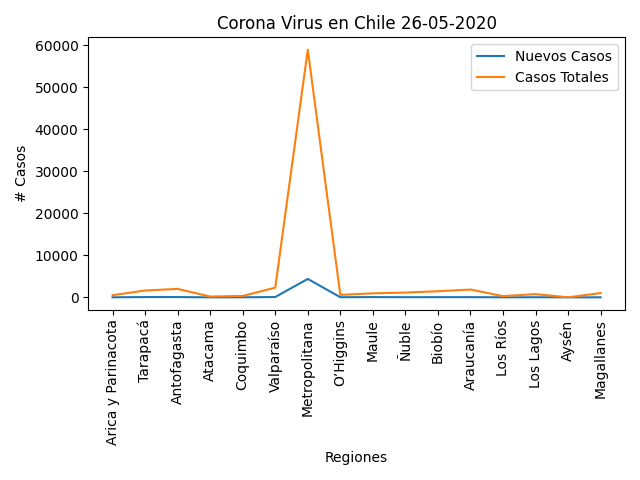 Corona Virus en Chile 26-05-2020
Nuevos Casos
Casos Totales
# Casos
60000
50000
40000
30000
20000
10000
0
Arica y Parinacota
Tarapacá
Antofagasta
Atacama
Coquimbo
Valparaíso
Metropolitana
O'Higgins
Maule
Ñuble
Biobío
Araucanía
Los Ríos
Los Lagos
Aysén
Magallanes
Regiones